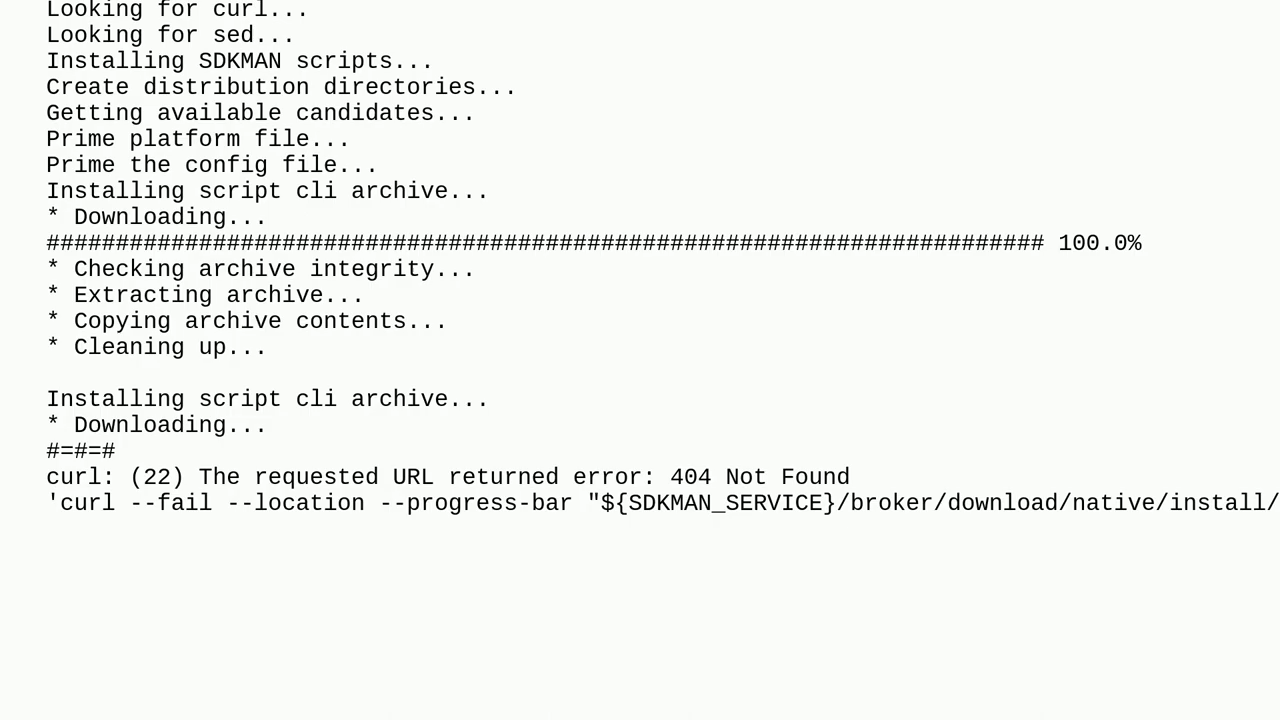 Looking for curl...
Looking for sed...
Installing SDKMAN scripts...
Create distribution directories...
Getting available candidates...
Prime platform file...
Prime the config file...
Installing script cli archive...
* Downloading...
######################################################################## 100.0%
* Checking archive integrity...
* Extracting archive...
* Copying archive contents...
* Cleaning up...

Installing script cli archive...
* Downloading...
#=#=#
curl: (22) The requested URL returned error: 404 Not Found
'curl --fail --location --progress-bar "${SDKMAN_SERVICE}/broker/download/native/install/